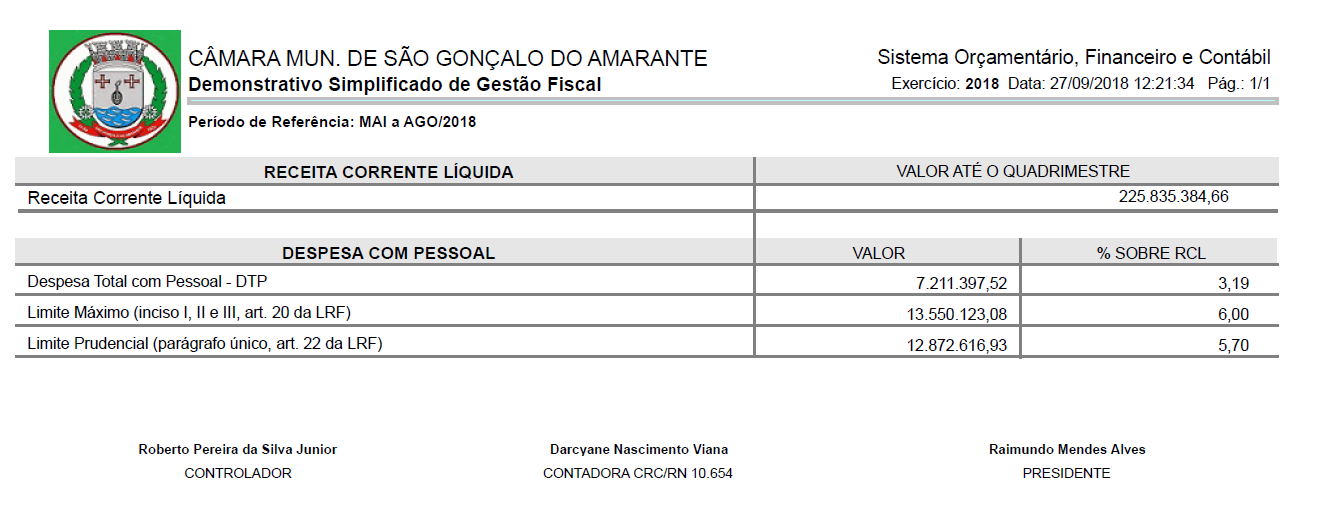 CÂMARA MUN. DE SÃO GONÇALO DO AMARANTE
Sistema Orçamentário, Financeiro e Contábil
Demonstrativo Simplificado de Gestão Fiscal
Exercício: 2018 Data: 27/09/2018 12:21:34 Pág.: 1/1
Período de Referência: MAI a AGO/2018
RECEITA CORRENTE LÍQUIDA VALOR ATÉ O QUADRIMESTRE
Receita Corrente Líquida 225.835.384,66
DESPESA COM PESSOAL VALOR % SOBRE RCL
Despesa Total com Pessoal - DTP 7.211.397,52 3,19
Limite Máximo (inciso I, II e III, art. 20 da LRF) 13.550.123,08 6,00
Limite Prudencial (parágrafo único, art. 22 da LRF) 12.872.616,93 5,70
Roberto Pereira da Silva Junior Darcyane Nascimento Viana Raimundo Mendes Alves
CONTROLADOR CONTADORA CRC/RN 10.654 PRESIDENTE